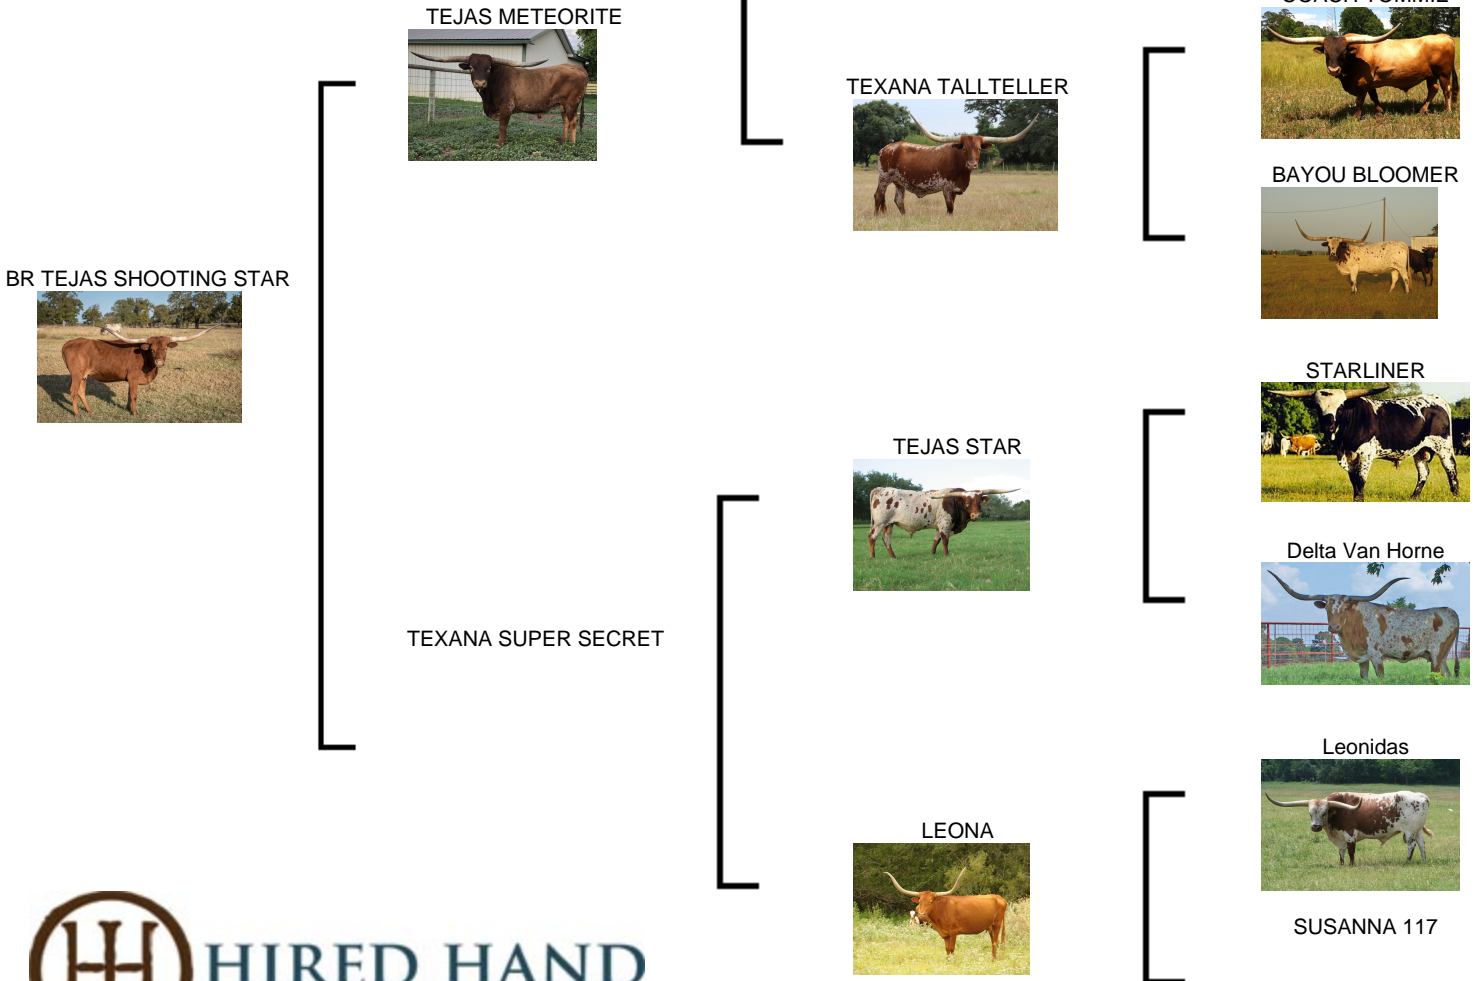 TEJAS METEORITE
TEXANA TALLTELLER
BAYOU BLOOMER
BR TEJAS SHOOTING STAR
STARLINER
TEJAS STAR
Delta Van Horne
TEXANA SUPER SECRET
Leonidas
LEONA
SUSANNA 117
HIRED HAND